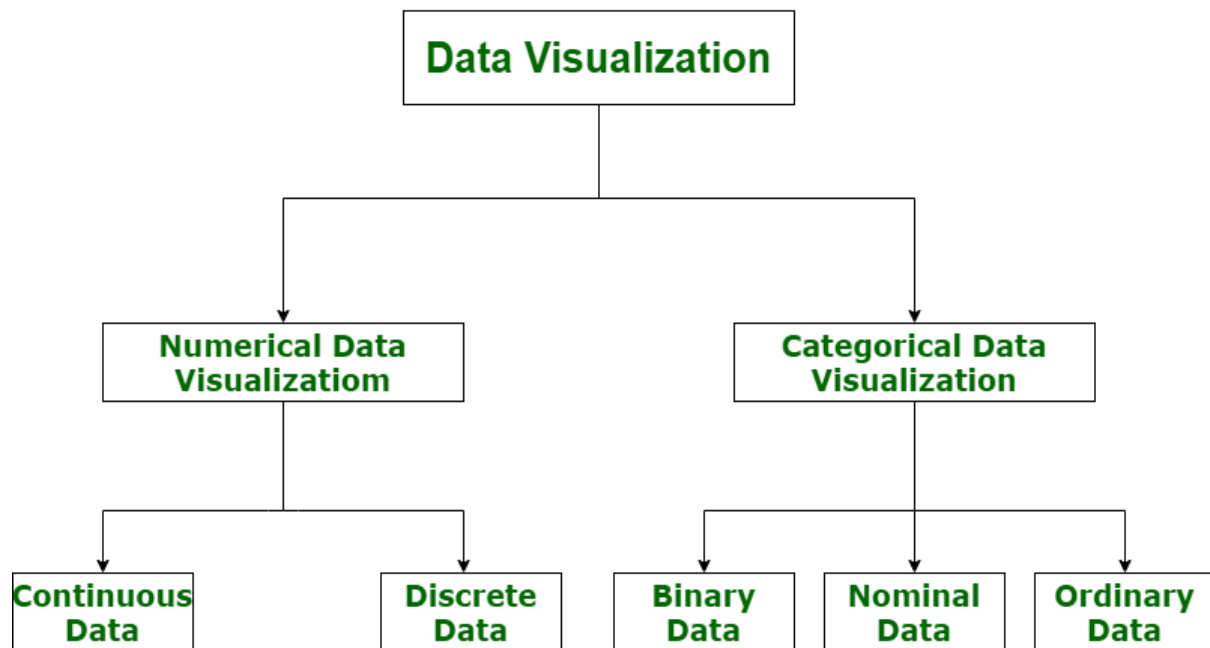 Data Visualization
Numerical Data
Visualizatiom
Categorical Data
Visualization
Continuous
Data
Discrete
Data
Binary
Data
Nominal
Data
Ordinary
Data